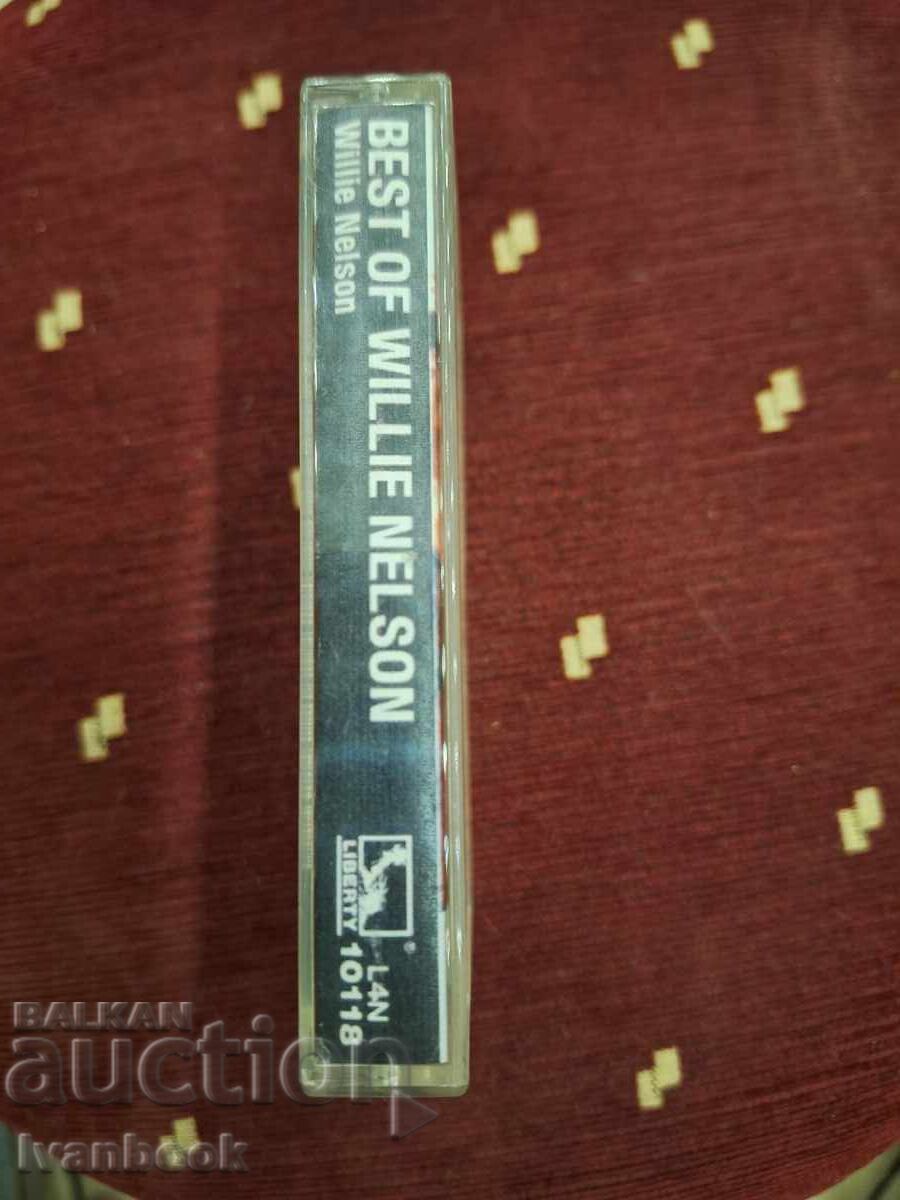 BEST OF WILLIE NELSON
Willie Nelson
LIBERTY
®
L4N
10118
BALKAN
auction
Ivanbook